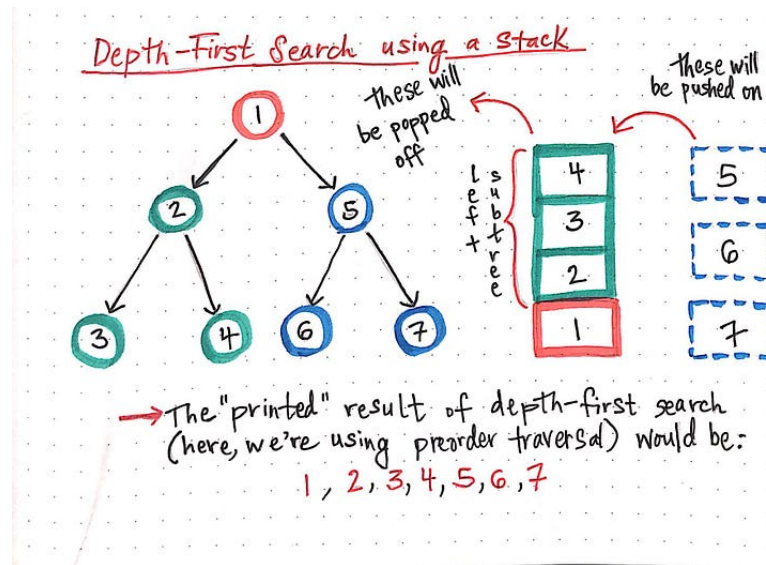 Depth-First Search using a stack
these will
be popped
off
these will
be pushed on
1
2
5
3
4
6
7
left
subtree
4
3
2
1
5
6
7
The "printed" result of depth-first search
(here, we're using preorder traversal) would be:
1, 2, 3, 4, 5, 6, 7